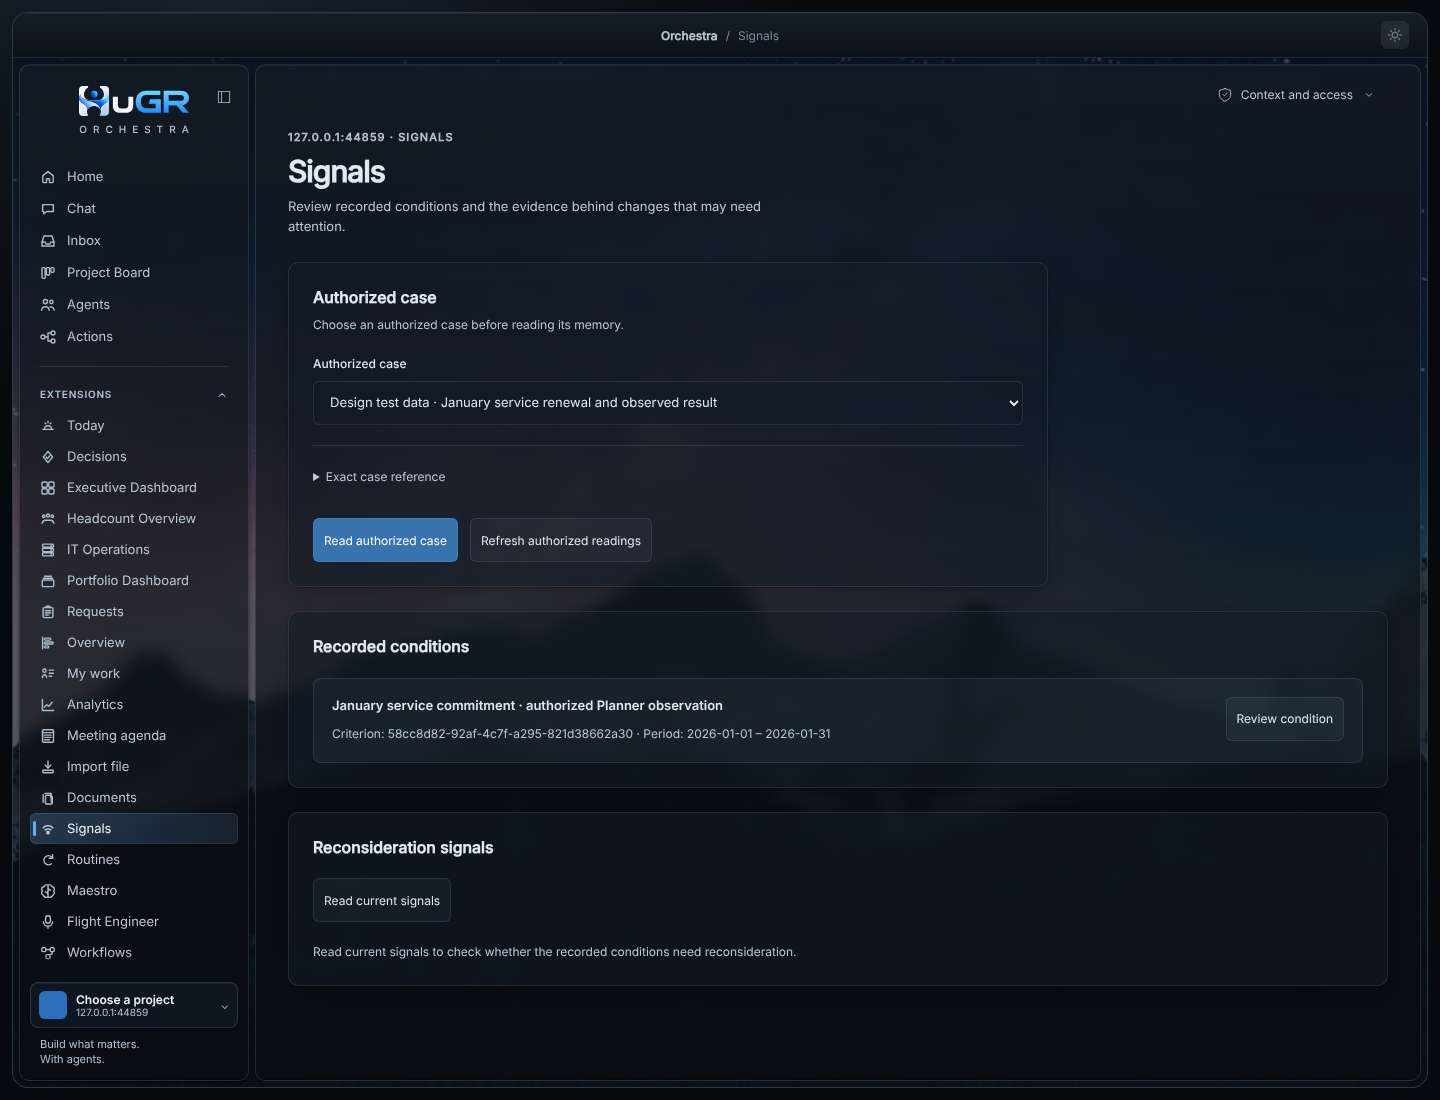 Orchestra / Signals
HuGR
ORCHESTRA
Home
Chat
Inbox
Project Board
Agents
Actions
EXTENSIONS
Today
Decisions
Executive Dashboard
Headcount Overview
IT Operations
Portfolio Dashboard
Requests
Overview
My work
Analytics
Meeting agenda
Import file
Documents
Signals
Routines
Maestro
Flight Engineer
Workflows
Choose a project
127.0.0.1:44859
Build what matters.
With agents.
Context and access
127.0.0.1:44859 · SIGNALS
Signals
Review recorded conditions and the evidence behind changes that may need
attention.
Authorized case
Choose an authorized case before reading its memory.
Authorized case
Design test data · January service renewal and observed result
Exact case reference
Read authorized case
Refresh authorized readings
Recorded conditions
January service commitment · authorized Planner observation
Criterion: 58cc8d82-92af-4c7f-a295-821d38662a30 · Period: 2026-01-01 – 2026-01-31
Review condition
Reconsideration signals
Read current signals
Read current signals to check whether the recorded conditions need reconsideration.